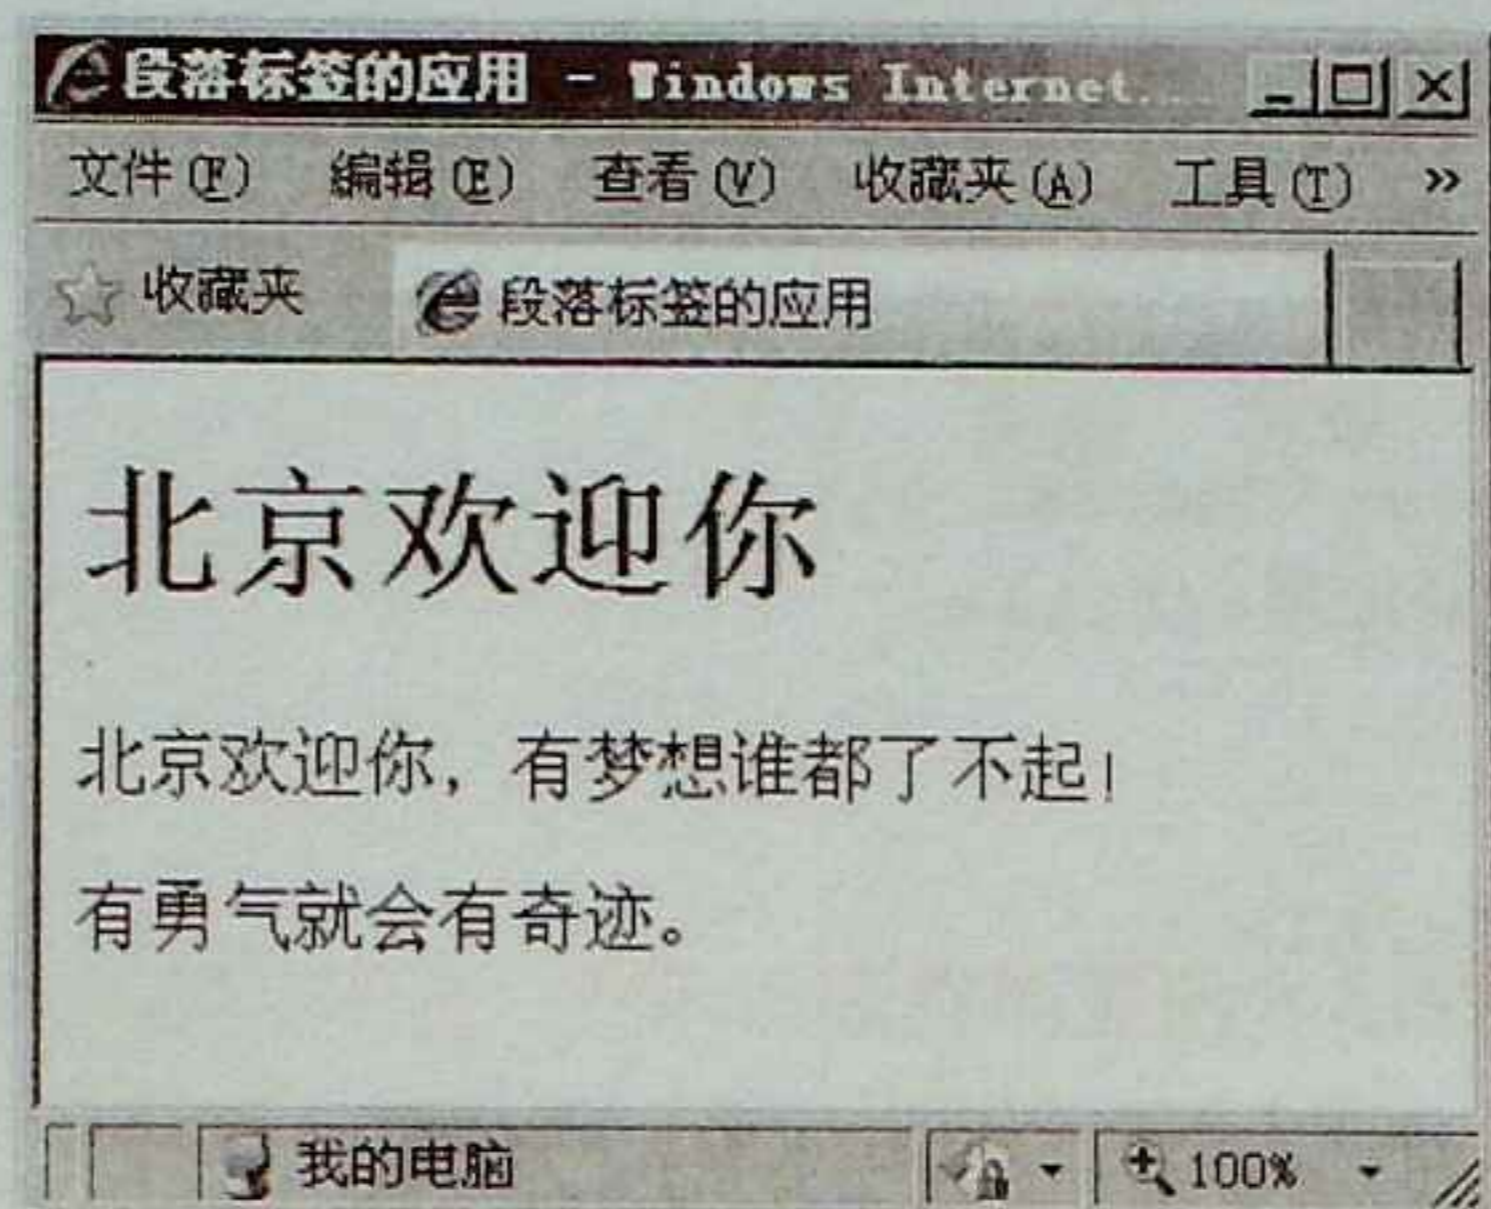 段落标签的应用 - Windows Internet...
文件(F) 编辑(E) 查看(V) 收藏夹(A) 工具(T) »
收藏夹 段落标签的应用
北京欢迎你
北京欢迎你，有梦想谁都了不起！
有勇气就会有奇迹。
我的电脑 100%